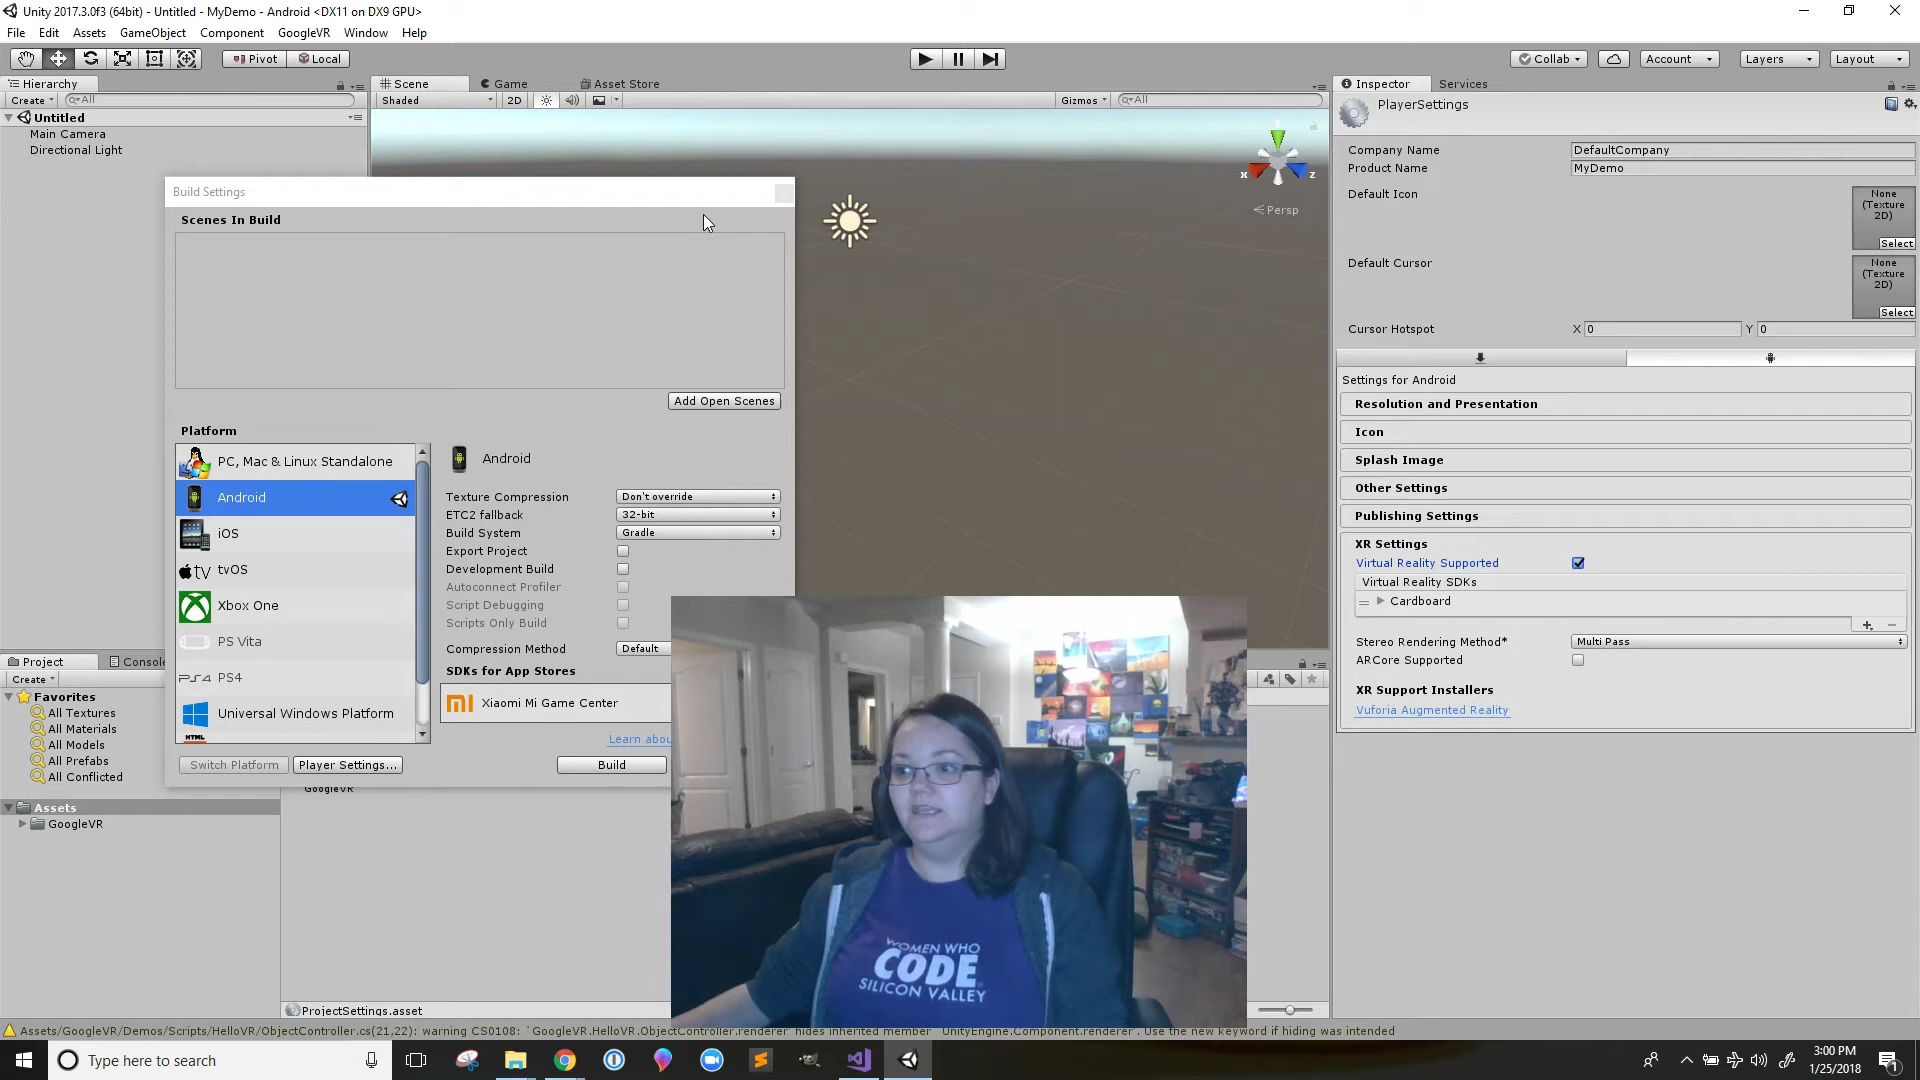 Unity 2017.3.0f3 (64bit) - Untitled - MyDemo - Android <DX11 on DX9 GPU>
File Edit Assets GameObject Component GoogleVR Window Help
Pivot Local Collab Account Layers Layout
Hierarchy
Create All
Untitled
Main Camera
Directional Light
Scene Game Asset Store
Shaded 2D Gizmos All
X Z
Persp
Build Settings
Scenes In Build
Add Open Scenes
Platform
PC, Mac & Linux Standalone
Android
iOS
tv tvOS
Xbox One
PS Vita
PS4 PS4
Universal Windows Platform
HTML
Android
Texture Compression Don't override
ETC2 fallback 32-bit
Build System Gradle
Export Project
Development Build
Autoconnect Profiler
Script Debugging
Scripts Only Build
Compression Method Default
SDKs for App Stores
MI Xiaomi Mi Game Center
Learn abou
Switch Platform Player Settings... Build
Project Console
Create
Favorites
All Textures
All Materials
All Models
All Prefabs
All Conflicted
Assets
GoogleVR
GoogleVR
ProjectSettings.asset
WOMEN WHO
CODE
SILICON VALLEY
Inspector Services
PlayerSettings
Company Name DefaultCompany
Product Name MyDemo
Default Icon
None
(Texture
2D)
Select
Default Cursor
None
(Texture
2D)
Select
Cursor Hotspot X 0 Y 0
Settings for Android
Resolution and Presentation
Icon
Splash Image
Other Settings
Publishing Settings
XR Settings
Virtual Reality Supported
Virtual Reality SDKs
Cardboard
Stereo Rendering Method* Multi Pass
ARCore Supported
XR Support Installers
Vuforia Augmented Reality
Assets/GoogleVR/Demos/Scripts/HelloVR/ObjectController.cs(21,22): warning CS0108: `GoogleVR.HelloVR.ObjectController.renderer' hides inherited member `UnityEngine.Component.renderer'. Use the new keyword if hiding was intended
Type here to search
3:00 PM
1/25/2018